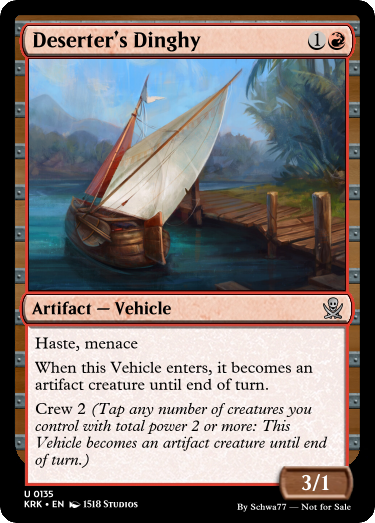 Deserter's Dinghy 1
Artifact — Vehicle
Haste, menace
When this Vehicle enters, it becomes an
artifact creature until end of turn.
Crew 2 (Tap any number of creatures you
control with total power 2 or more: This
Vehicle becomes an artifact creature until end
of turn.)
3/1
U 0135
KRK • EN 1518 Studios
By Schwa77 — Not for Sale